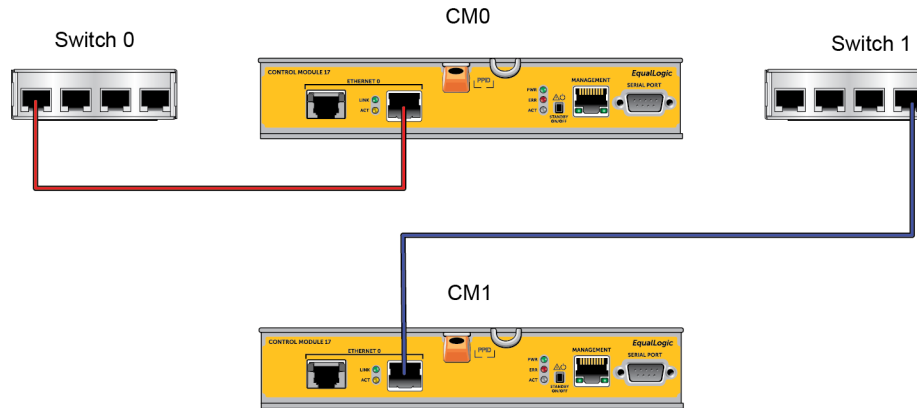 CM0
Switch 0
Switch 1
CONTROL MODULE 17
ETHERNET 0
LINK
ACT
PPID
PWR
ERR
ACT
STANDBY
ON/OFF
MANAGEMENT
EqualLogic
SERIAL PORT
CM1
CONTROL MODULE 17
ETHERNET 0
LINK
ACT
PPID
PWR
ERR
ACT
STANDBY
ON/OFF
MANAGEMENT
EqualLogic
SERIAL PORT